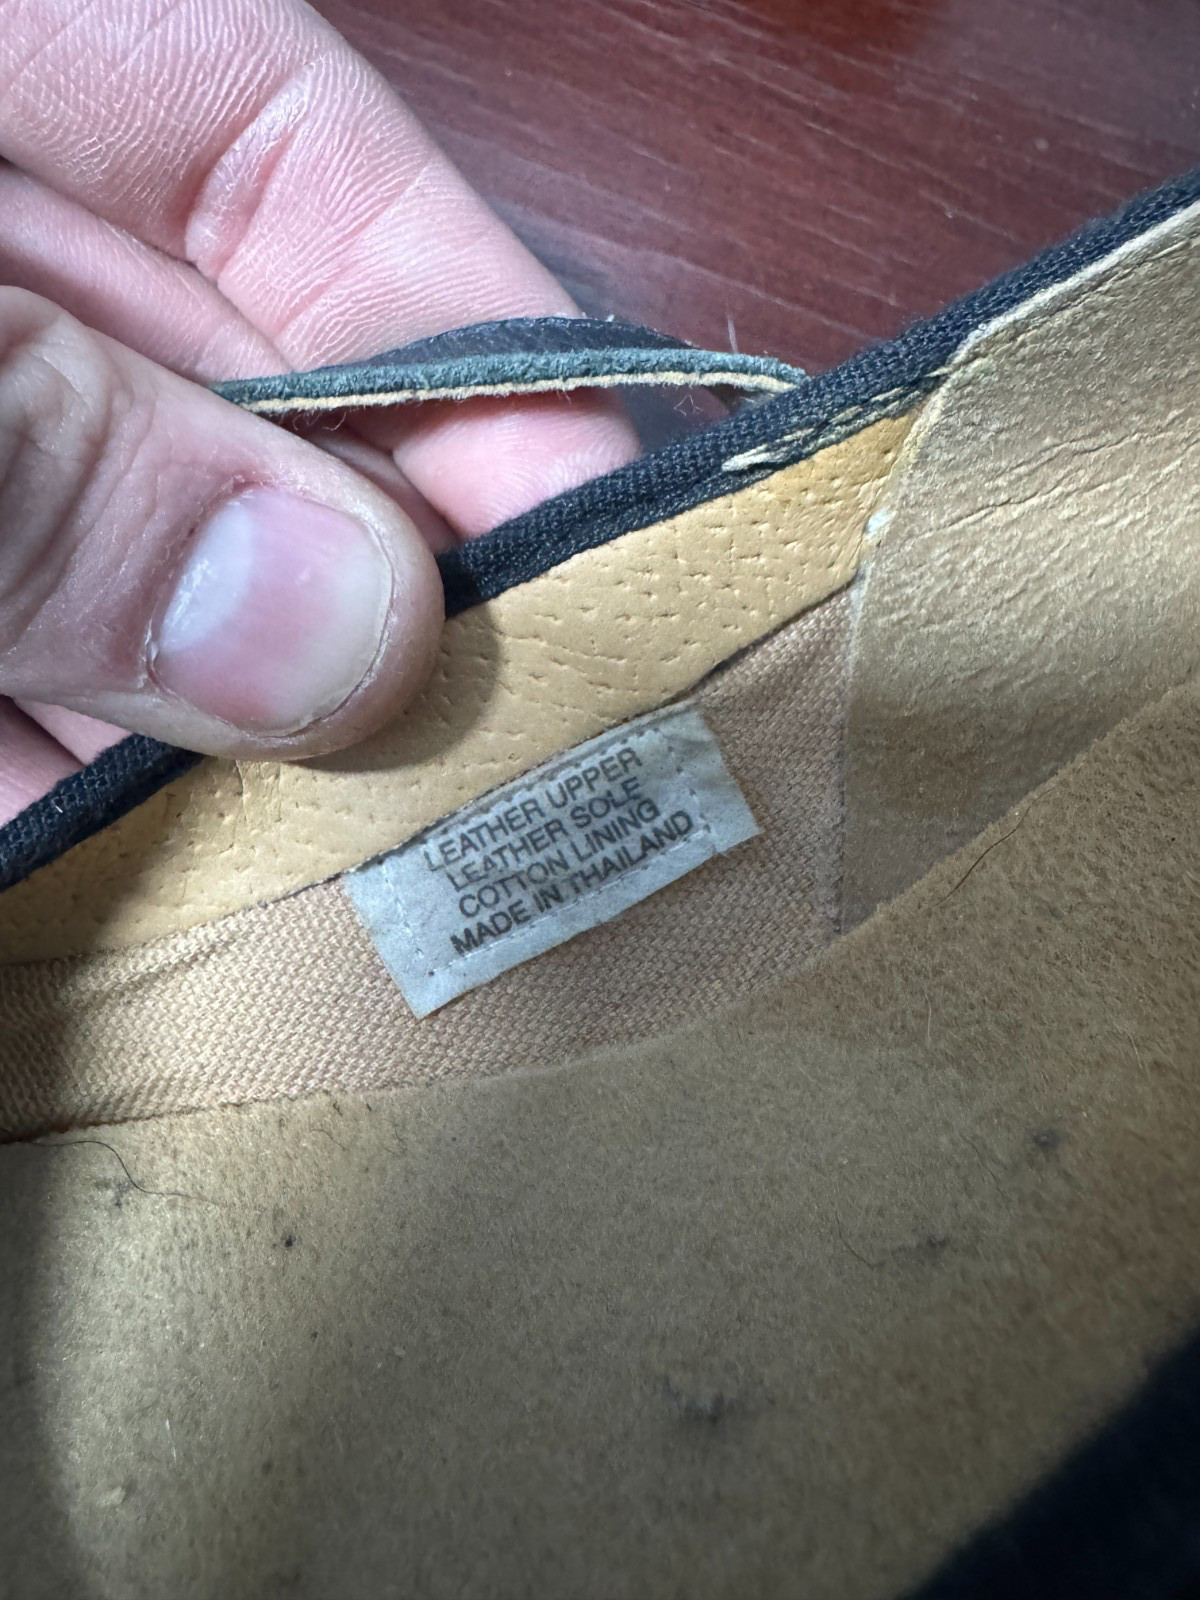 LEATHER UPPER
LEATHER SOLE
COTTON LINING
MADE IN THAILAND